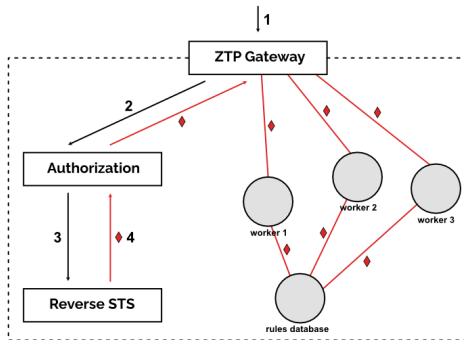 1
ZTP Gateway
2
Authorization
worker 1
worker 2
worker 3
3
4
Reverse STS
rules database